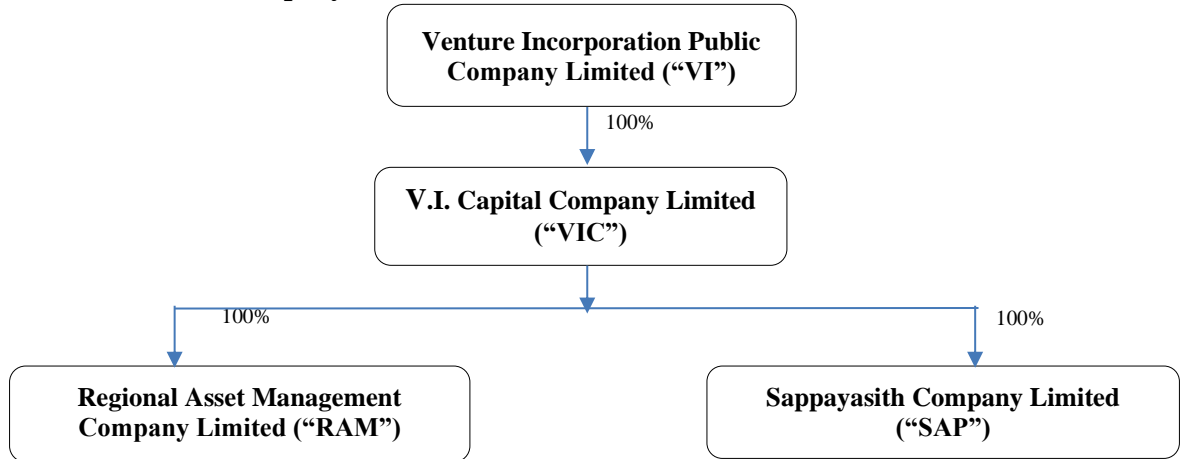 Venture Incorporation Public
Company Limited (“VI”)
100%
V.I. Capital Company Limited
(“VIC”)
100%
100%
Regional Asset Management
Company Limited (“RAM”)
Sappayasith Company Limited
(“SAP”)